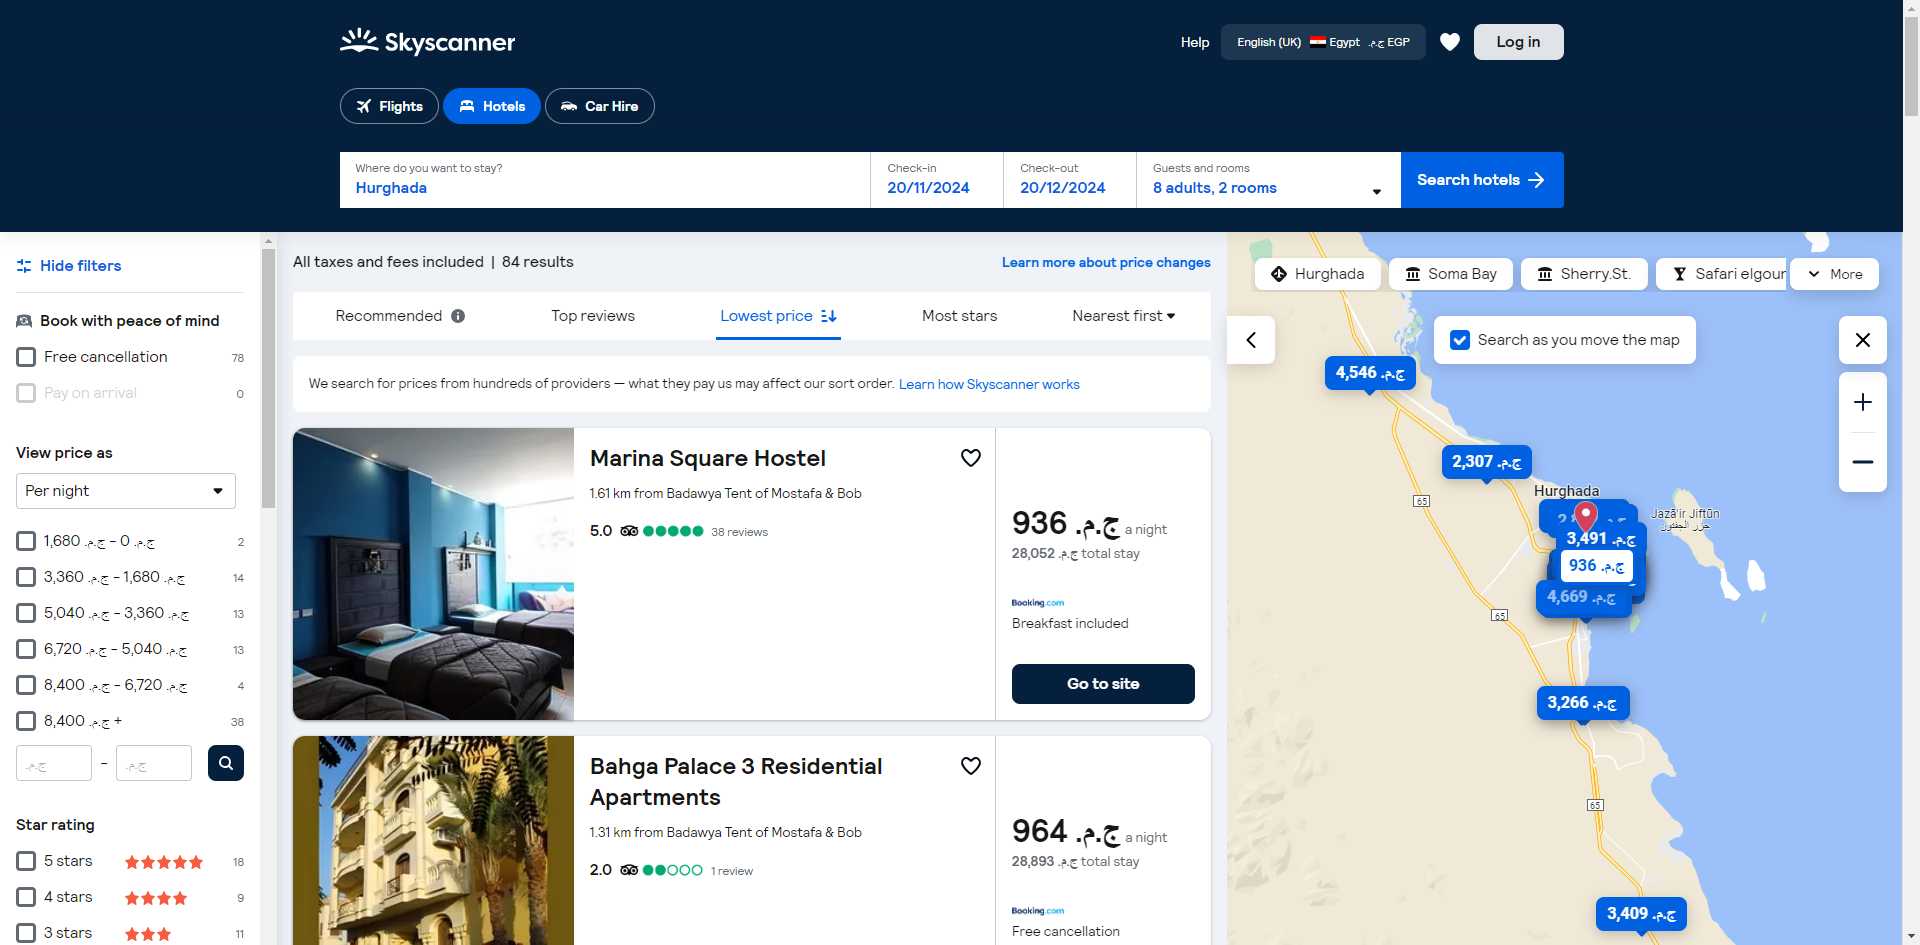 Skyscanner
Help
English (UK) Egypt ج.م. EGP
Log in
Flights
Hotels
Car Hire
Where do you want to stay?
Hurghada
Check-in
20/11/2024
Check-out
20/12/2024
Guests and rooms
8 adults, 2 rooms
Search hotels
Hide filters
Book with peace of mind
Free cancellation 78
Pay on arrival 0
View price as
Per night
1,680 ج.م. – 0 ج.م. 2
3,360 ج.م. – 1,680 ج.م. 14
5,040 ج.م. – 3,360 ج.م. 13
6,720 ج.م. – 5,040 ج.م. 13
8,400 ج.م. – 6,720 ج.م. 4
8,400 ج.م. + 38
ج.م. – ج.م.
Star rating
5 stars 18
4 stars 9
3 stars 11
All taxes and fees included | 84 results
Learn more about price changes
Recommended
Top reviews
Lowest price
Most stars
Nearest first
We search for prices from hundreds of providers — what they pay us may affect our sort order. Learn how Skyscanner works
Marina Square Hostel
1.61 km from Badawya Tent of Mostafa & Bob
5.0 38 reviews
936 ج.م. a night
28,052 ج.م. total stay
Booking.com
Breakfast included
Go to site
Bahga Palace 3 Residential
Apartments
1.31 km from Badawya Tent of Mostafa & Bob
2.0 1 review
964 ج.م. a night
28,893 ج.م. total stay
Booking.com
Free cancellation
Hurghada
Soma Bay
Sherry.St.
Safari elgour
More
Search as you move the map
4,546 ج.م.
2,307 ج.م.
65
Hurghada
Jazā'ir Jiftūn
جزر الجفتون
3,491 ج.م.
936 ج.م.
4,669 ج.م.
65
3,266 ج.م.
65
3,409 ج.م.